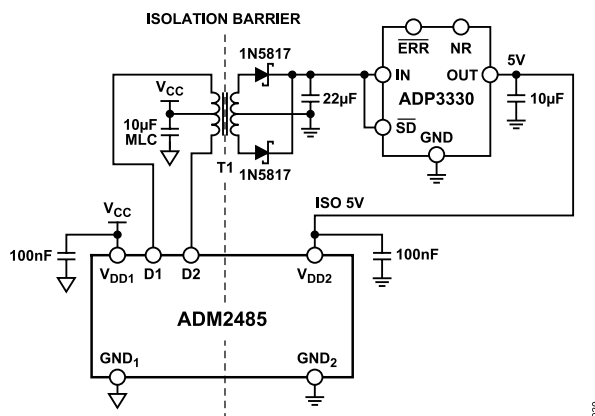 ISOLATION BARRIER
1N5817
VCC
10µF
MLC
22µF
T1
1N5817
ERR
NR
IN
OUT
5V
ADP3330
SD
GND
10µF
ISO 5V
VCC
100nF
100nF
VDD1
D1
D2
VDD2
ADM2485
GND1
GND2